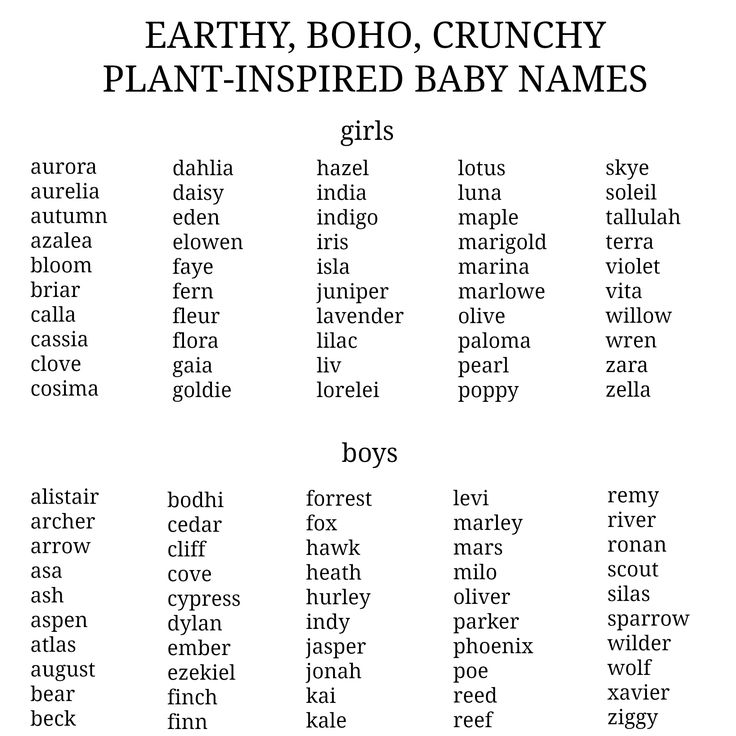 EARTHY, BOHO, CRUNCHY
PLANT-INSPIRED BABY NAMES
girls
aurora
aurelia
autumn
azalea
bloom
briar
calla
cassia
clove
cosima
dahlia
daisy
eden
elowen
faye
fern
fleur
flora
gaia
goldie
hazel
india
indigo
iris
isla
juniper
lavender
lilac
liv
lorelei
lotus
luna
maple
marigold
marina
marlowe
olive
paloma
pearl
poppy
skye
soleil
tallulah
terra
violet
vita
willow
wren
zara
zella
boys
alistair
archer
arrow
asa
ash
aspen
atlas
august
bear
beck
bodhi
cedar
cliff
cove
cypress
dylan
ember
ezekiel
finch
finn
forrest
fox
hawk
heath
hurley
indy
jasper
jonah
kai
kale
levi
marley
mars
milo
oliver
parker
phoenix
poe
reed
reef
remy
river
ronan
scout
silas
sparrow
wilder
wolf
xavier
ziggy